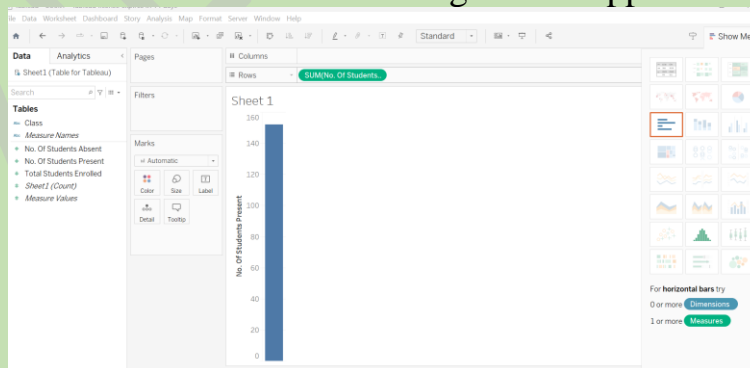 File Data Worksheet Dashboard Story Analysis Map Format Server Window Help
Standard
Show Me
Data
Analytics
Pages
Columns
Sheet1 (Table for Tableau)
Rows
SUM(No. Of Students..
Search
Filters
Sheet 1
Tables
Abc Class
Abc Measure Names
No. Of Students Absent
No. Of Students Present
Total Students Enrolled
Sheet1 (Count)
Measure Values
Marks
Automatic
Color
Size
Label
Detail
Tooltip
No. Of Students Present
160
140
120
100
80
60
40
20
0
For horizontal bars try
0 or more Dimensions
1 or more Measures